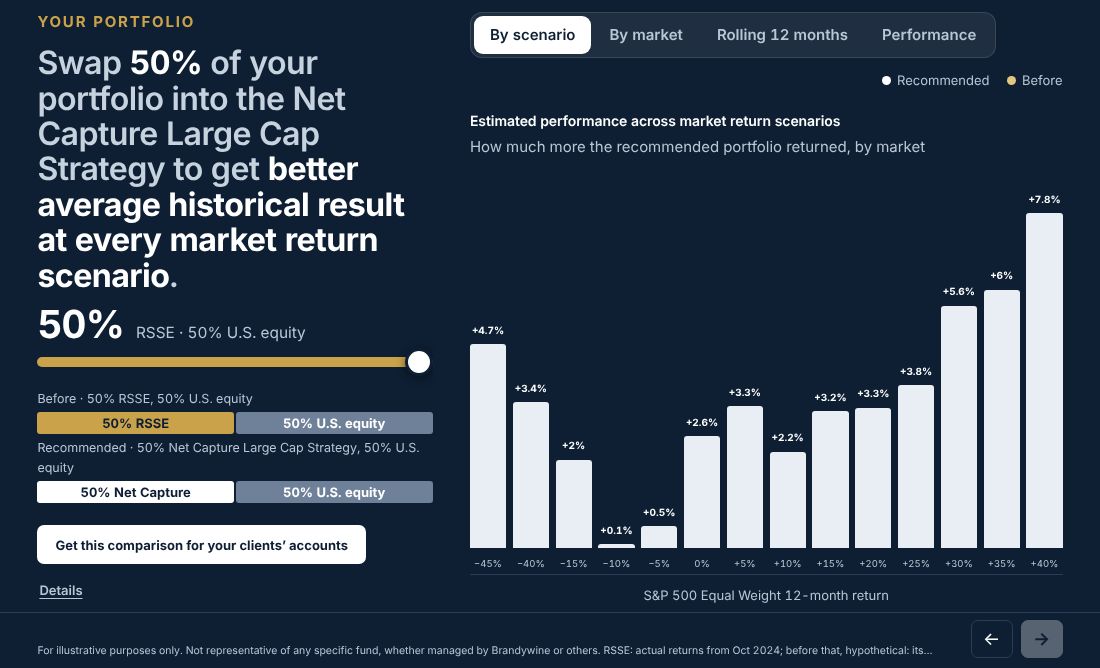 YOUR PORTFOLIO
Swap 50% of your
portfolio into the Net
Capture Large Cap
Strategy to get better
average historical result
at every market return
scenario.
50% RSSE · 50% U.S. equity
Before · 50% RSSE, 50% U.S. equity
50% RSSE 50% U.S. equity
Recommended · 50% Net Capture Large Cap Strategy, 50% U.S.
equity
50% Net Capture 50% U.S. equity
Get this comparison for your clients’ accounts
Details
By scenario By market Rolling 12 months Performance
Recommended Before
Estimated performance across market return scenarios
How much more the recommended portfolio returned, by market
+4.7% +3.4% +2% +0.1% +0.5% +2.6% +3.3% +2.2% +3.2% +3.3% +3.8% +5.6% +6% +7.8%
−45% −40% −15% −10% −5% 0% +5% +10% +15% +20% +25% +30% +35% +40%
S&P 500 Equal Weight 12-month return
For illustrative purposes only. Not representative of any specific fund, whether managed by Brandywine or others. RSSE: actual returns from Oct 2024; before that, hypothetical: its…